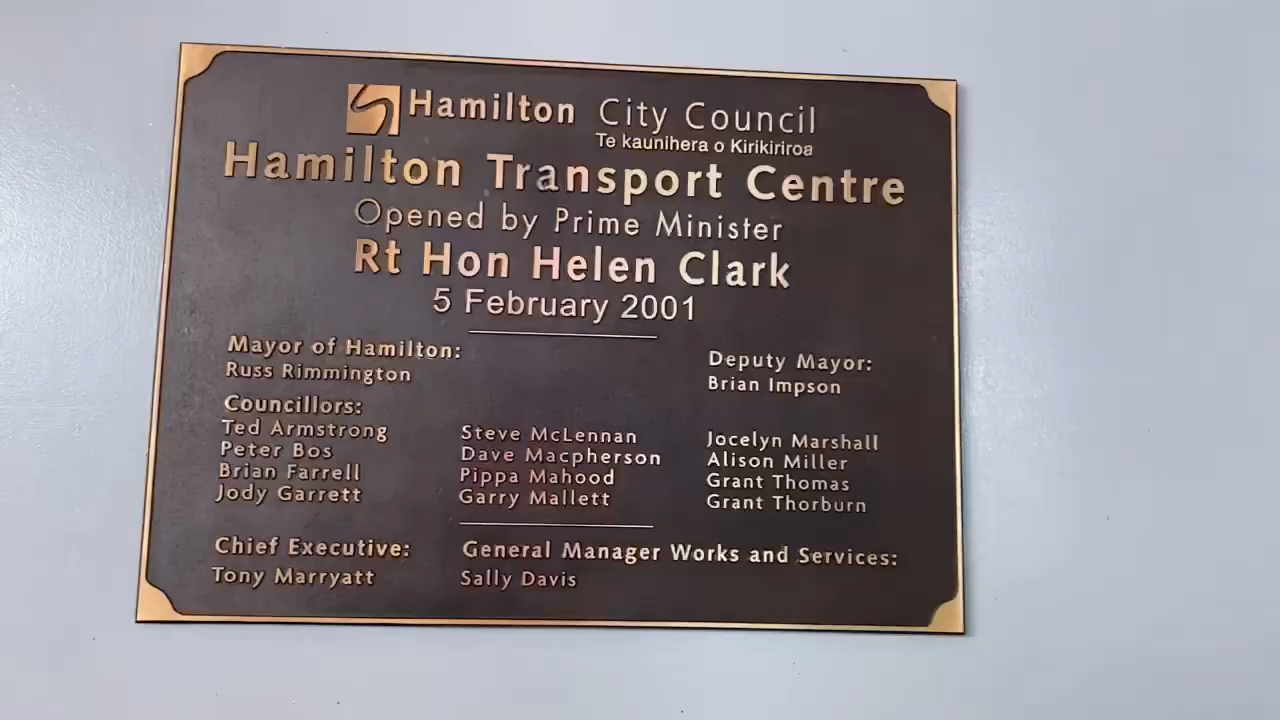 Hamilton City Council
Te kaunihera o Kirikiriroa
Hamilton Transport Centre
Opened by Prime Minister
Rt Hon Helen Clark
5 February 2001
Mayor of Hamilton:
Russ Rimmington
Deputy Mayor:
Brian Impson
Councillors:
Ted Armstrong
Peter Bos
Brian Farrell
Jody Garrett
Steve McLennan
Dave Macpherson
Pippa Mahood
Garry Mallett
Jocelyn Marshall
Alison Miller
Grant Thomas
Grant Thorburn
Chief Executive:
Tony Marryatt
General Manager Works and Services:
Sally Davis